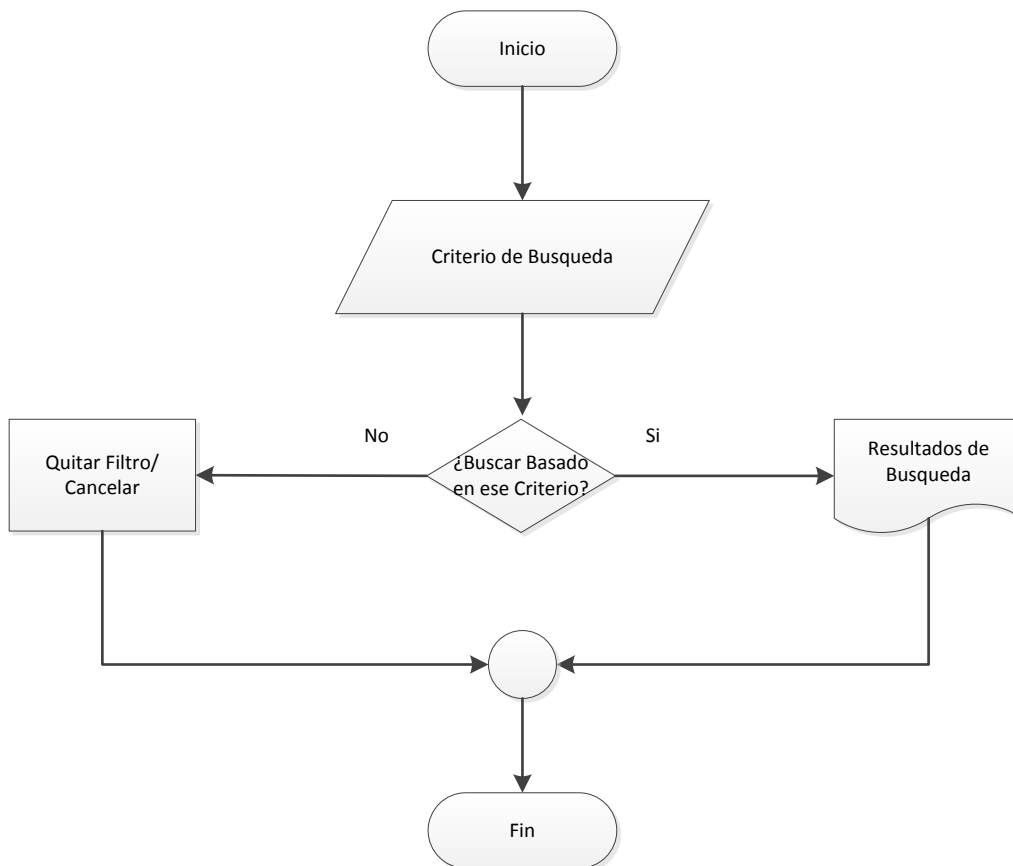 Inicio
Criterio de Busqueda
No
Si
Quitar Filtro/
Cancelar
¿Buscar Basado
en ese Criterio?
Resultados de
Busqueda
Fin